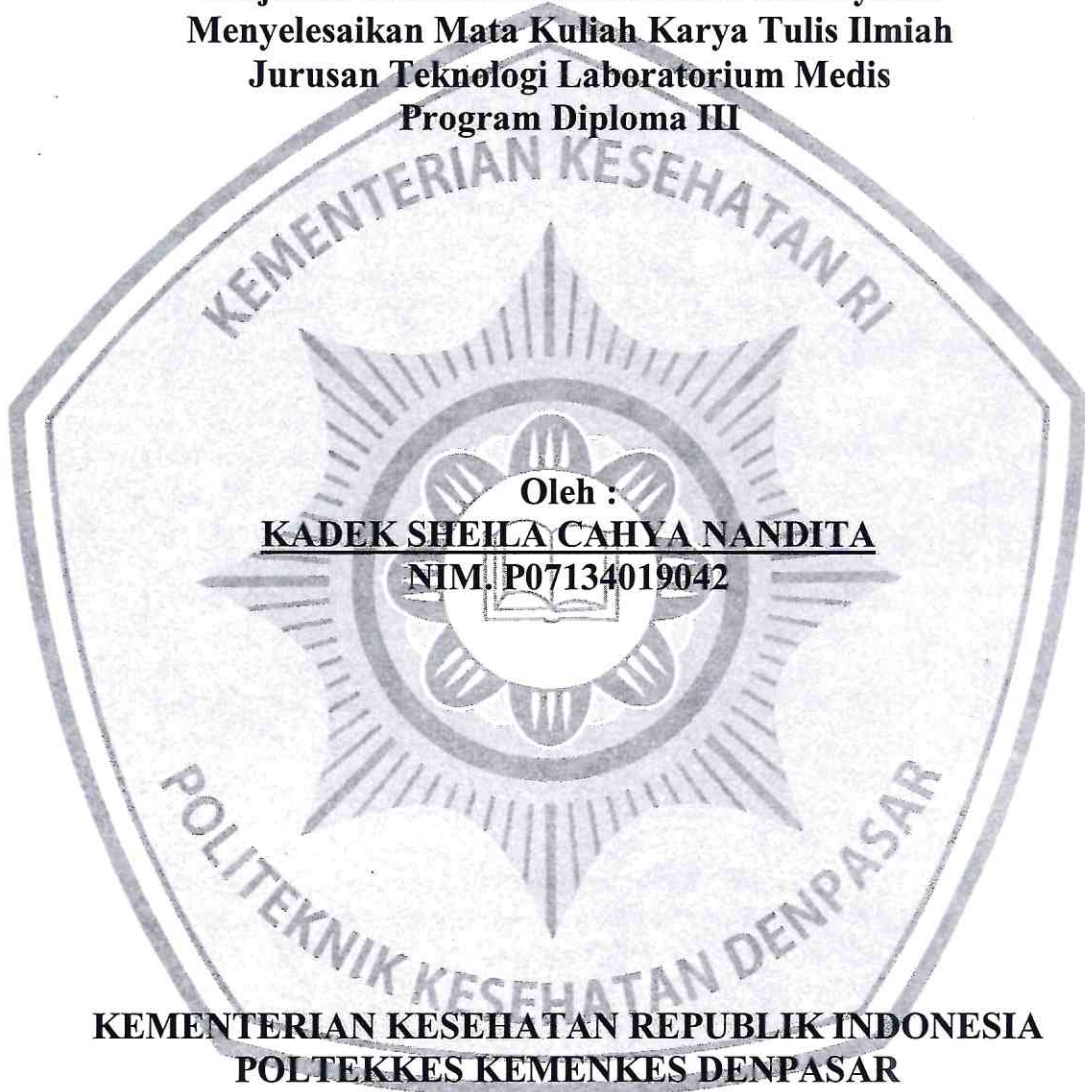 Menyelesaikan Mata Kuliah Karya Tulis Ilmiah
Jurusan Teknologi Laboratorium Medis
Program Diploma III
KEMENTERIAN KESEHATAN RI
Oleh :
KADEK SHEILA CAHYA NANDITA
NIM. P07134019042
POLITEKNIK KESEHATAN DENPASAR
KEMENTERIAN KESEHATAN REPUBLIK INDONESIA
POLTEKKES KEMENKES DENPASAR